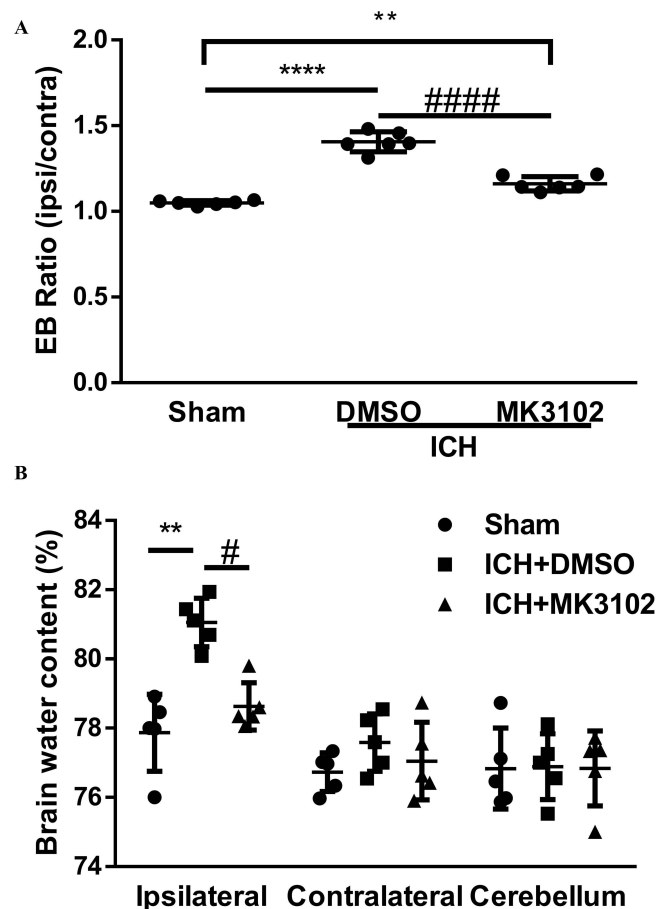 A
**
2.0
****
####
1.5
1.0
0.5
0.0
EB Ratio (ipsi/contra)
Sham DMSO MK3102
ICH
B
84
82
80
78
76
74
Brain water content (%)
**
#
Sham
ICH+DMSO
ICH+MK3102
Ipsilateral Contralateral Cerebellum